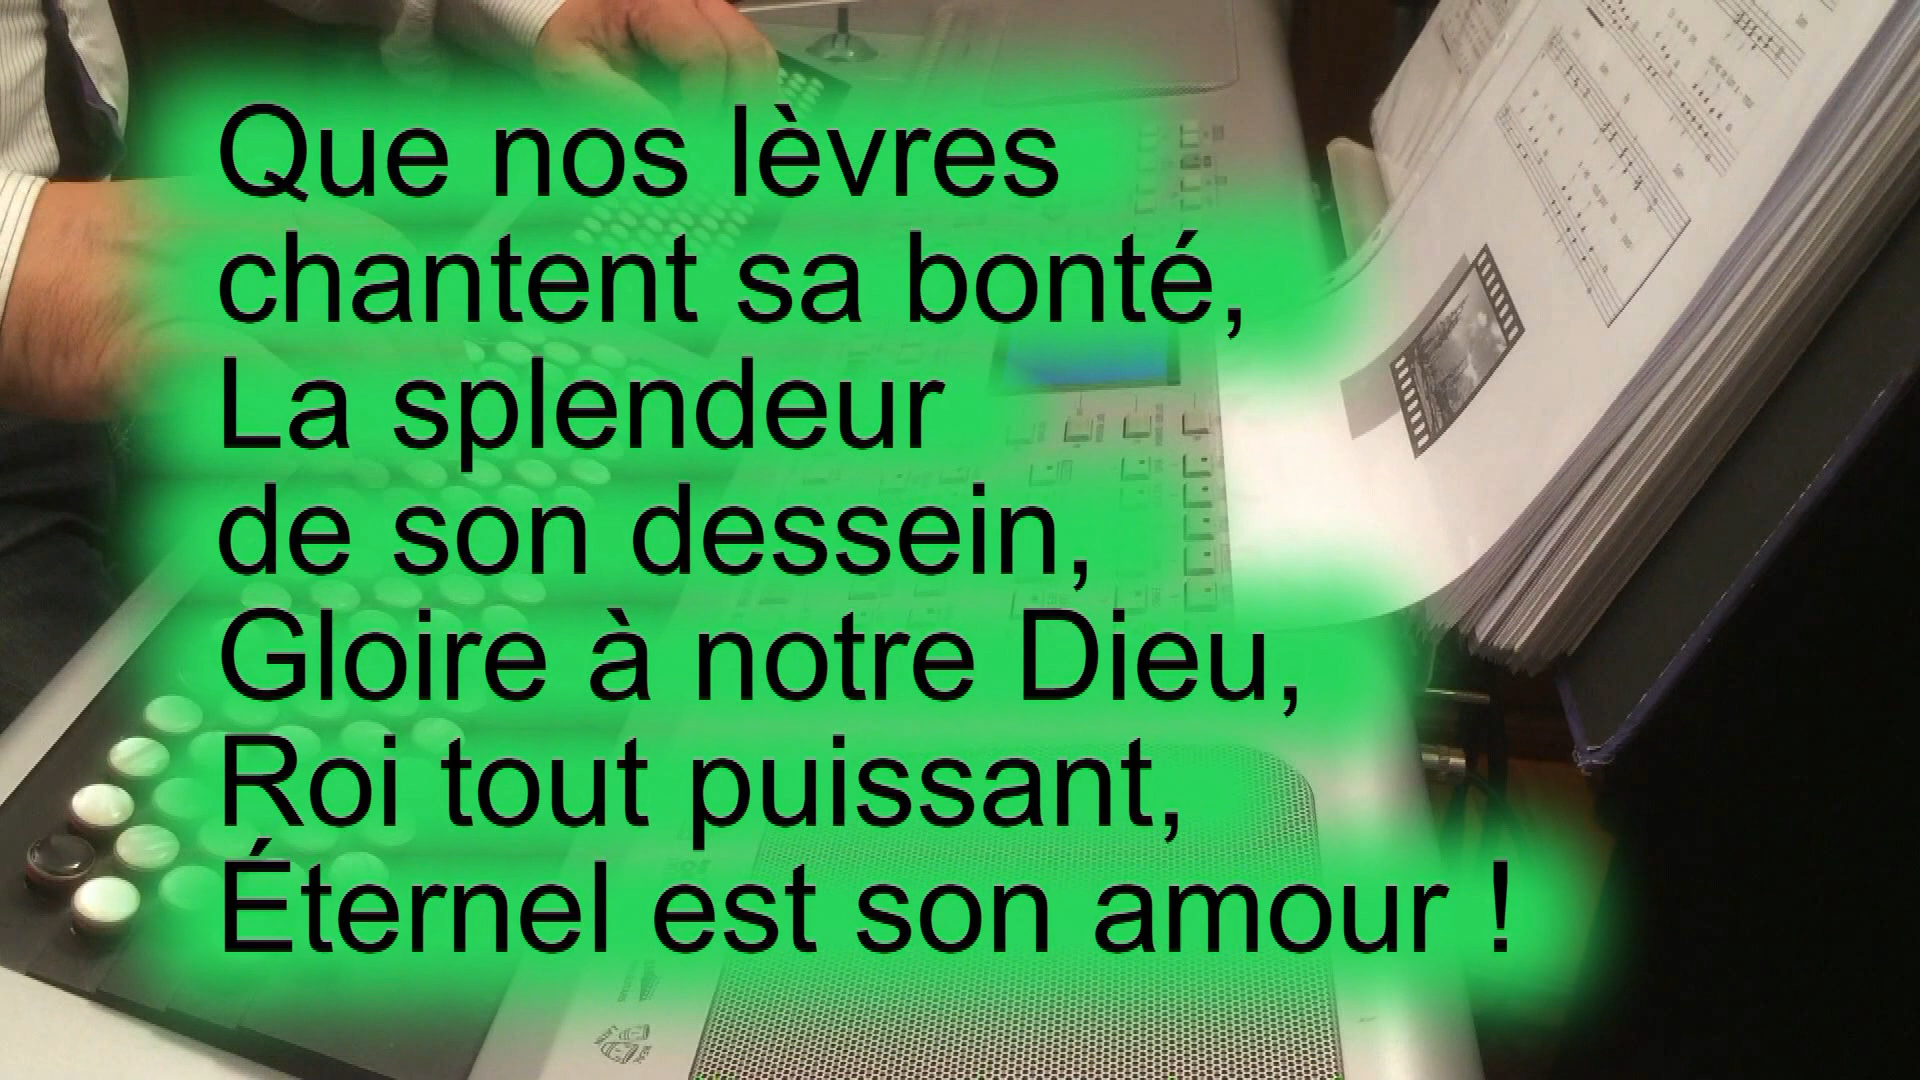 Que nos lèvres
chantent sa bonté,
La splendeur
de son dessein,
Gloire à notre Dieu,
Roi tout puissant,
Éternel est son amour !